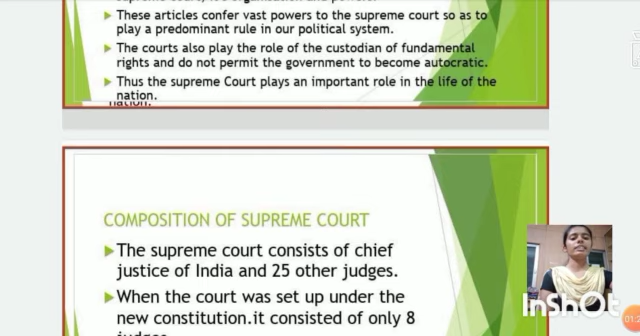 These articles confer vast powers to the supreme court so as to
play a predominant rule in our political system.
The courts also play the role of the custodian of fundamental
rights and do not permit the government to become autocratic.
Thus the supreme Court plays an important role in the life of the
nation.
nation.
COMPOSITION OF SUPREME COURT
The supreme court consists of chief
justice of India and 25 other judges.
When the court was set up under the
new constitution.it consisted of only 8
InShOt